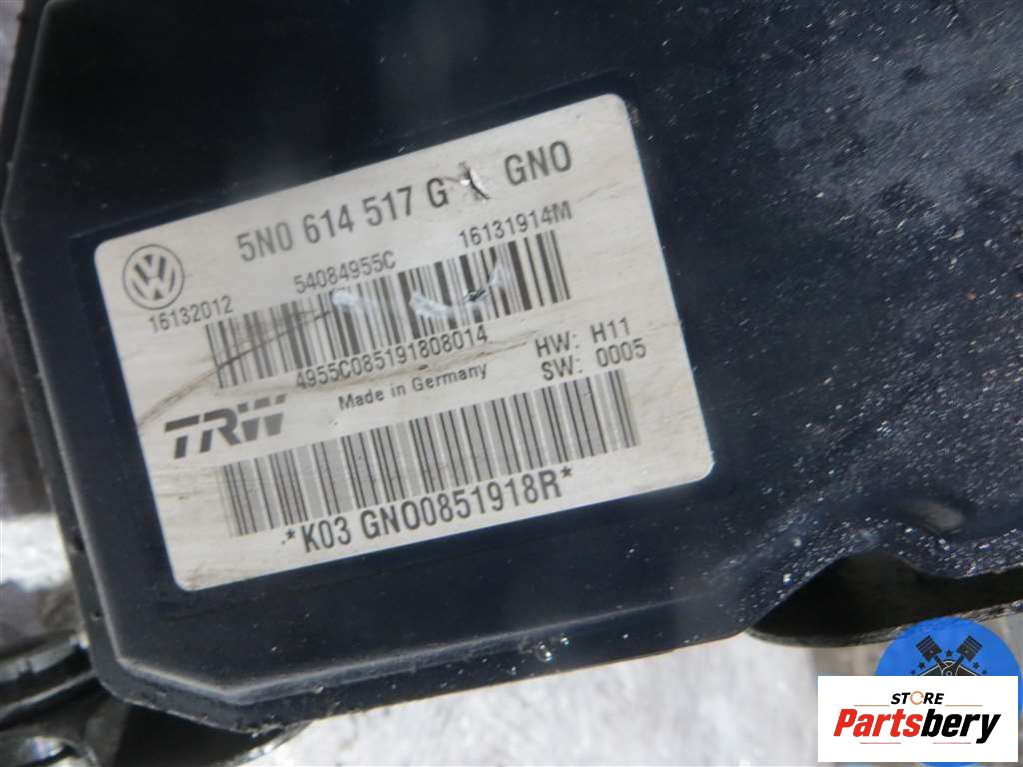 5N0 614 517 G GNO
54084955C 16131914M
16132012
4955C085191808014
HW: H11
SW: 0005
Made in Germany
TRW
*K03 GNO0851918R*
STORE
Partsbery